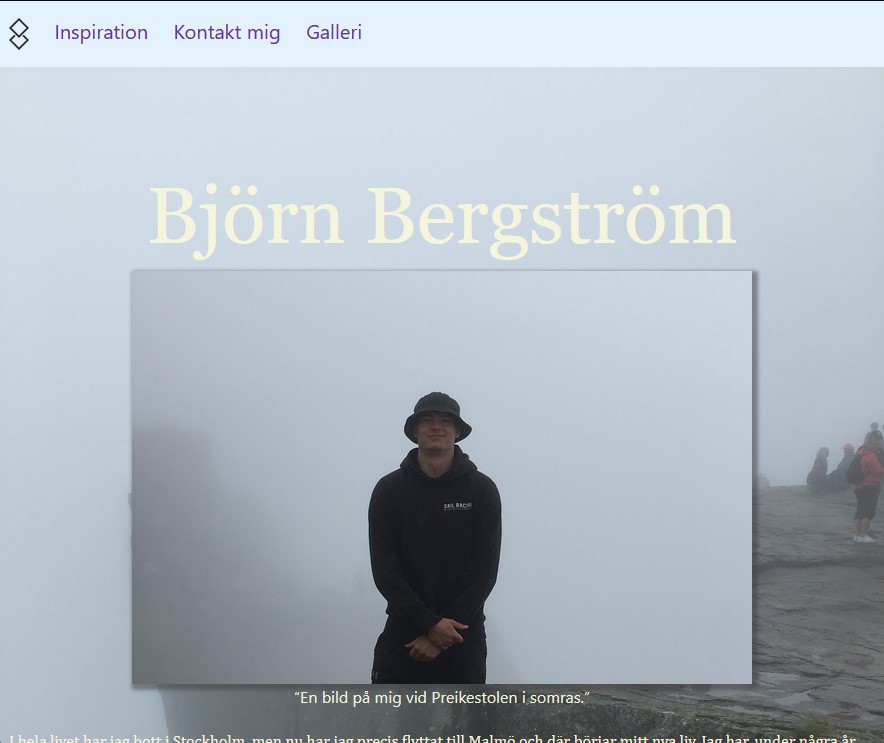 Inspiration Kontakt mig Galleri
Björn Bergström
SAIL RACING
“En bild på mig vid Preikestolen i somras.”
I hela livet har jag bott i Stockholm, men nu har jag precis flyttat till Malmö och där börjar mitt nya liv. Jag har, under några år